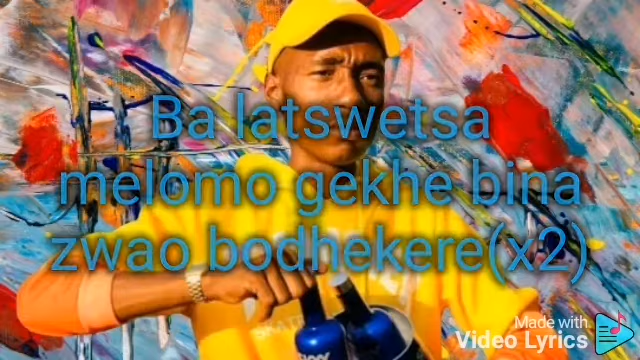 Ba latswetsa
melomo gekhe bina
zwao bodhekere(x2)
Made with
Video Lyrics